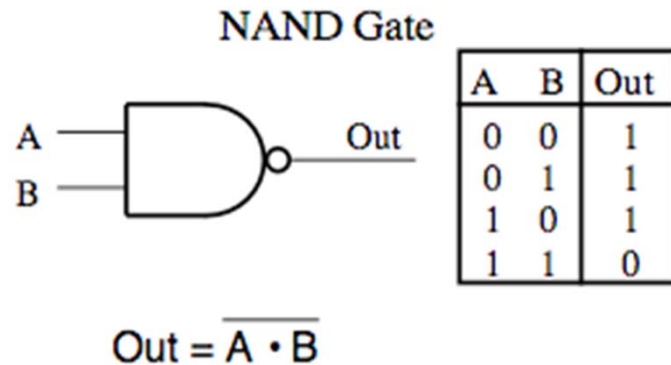 NAND Gate
A B Out
0 0 1
0 1 1
1 0 1
1 1 0
A
B
Out
Out = A̅ ̅•̅ ̅B̅